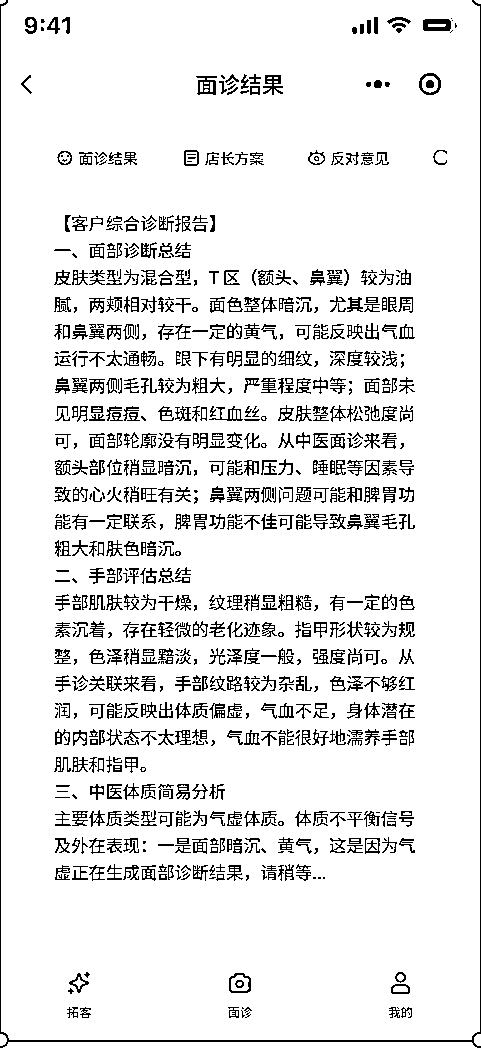 9:41
面诊结果
面诊结果 店长方案 反对意见
【客户综合诊断报告】
一、面部诊断总结
皮肤类型为混合型，T区（额头、鼻翼）较为油
腻，两颊相对较干。面色整体暗沉，尤其是眼周
和鼻翼两侧，存在一定的黄气，可能反映出气血
运行不太通畅。眼下有明显的细纹，深度较浅；
鼻翼两侧毛孔较为粗大，严重程度中等；面部未
见明显痘痘、色斑和红血丝。皮肤整体松弛度尚
可，面部轮廓没有明显变化。从中医面诊来看，
额头部位稍显暗沉，可能和压力、睡眠等因素导
致的心火稍旺有关；鼻翼两侧问题可能和脾胃功
能有一定联系，脾胃功能不佳可能导致鼻翼毛孔
粗大和肤色暗沉。
二、手部评估总结
手部肌肤较为干燥，纹理稍显粗糙，有一定的色
素沉着，存在轻微的老化迹象。指甲形状较为规
整，色泽稍显黯淡，光泽度一般，强度尚可。从
手诊关联来看，手部纹路较为杂乱，色泽不够红
润，可能反映出体质偏虚，气血不足，身体潜在
的内部状态不太理想，气血不能很好地濡养手部
肌肤和指甲。
三、中医体质简易分析
主要体质类型可能为气虚体质。体质不平衡信号
及外在表现：一是面部暗沉、黄气，这是因为气
虚正在生成面部诊断结果，请稍等...
拓客 面诊 我的